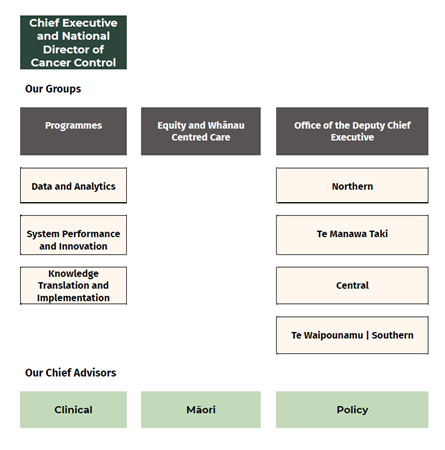 Chief Executive
and National
Director of
Cancer Control
Our Groups
Programmes
Equity and Whānau
Centred Care
Office of the Deputy Chief
Executive
Data and Analytics
Northern
System Performance
and Innovation
Te Manawa Taki
Knowledge
Translation and
Implementation
Central
Te Waipounamu | Southern
Our Chief Advisors
Clinical
Māori
Policy